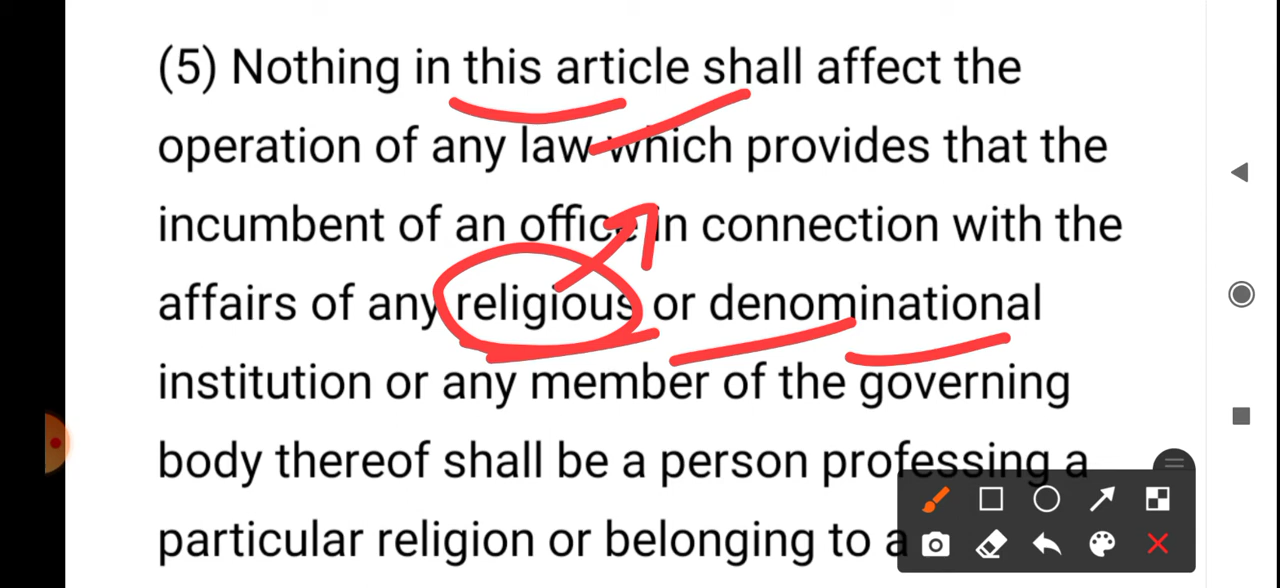 (5) Nothing in this article shall affect the
operation of any law which provides that the
incumbent of an office in connection with the
affairs of any religious or denominational
institution or any member of the governing
body thereof shall be a person professing a
particular religion or belonging to a